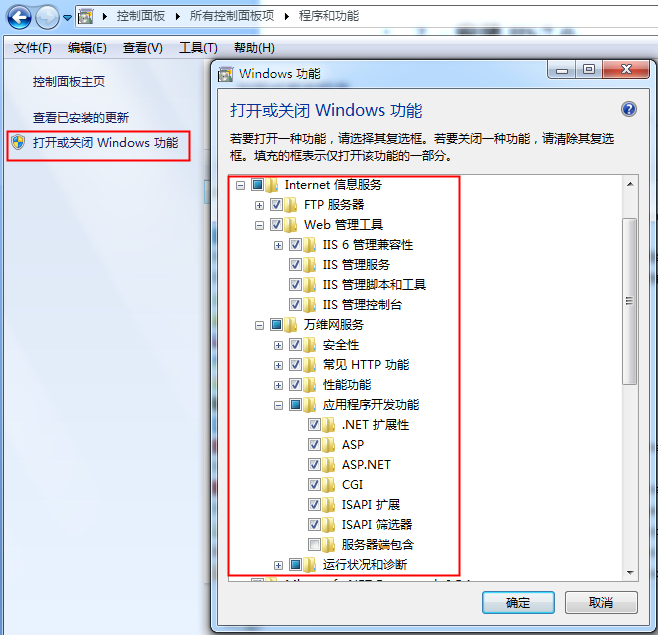 控制面板 ▸ 所有控制面板项 ▸ 程序和功能
文件(F) 编辑(E) 查看(V) 工具(T) 帮助(H)
控制面板主页
查看已安装的更新
打开或关闭 Windows 功能
Windows 功能
打开或关闭 Windows 功能
若要打开一种功能，请选择其复选框。若要关闭一种功能，请清除其复选
框。填充的框表示仅打开该功能的一部分。
Internet 信息服务
FTP 服务器
Web 管理工具
IIS 6 管理兼容性
IIS 管理服务
IIS 管理脚本和工具
IIS 管理控制台
万维网服务
安全性
常见 HTTP 功能
性能功能
应用程序开发功能
.NET 扩展性
ASP
ASP.NET
CGI
ISAPI 扩展
ISAPI 筛选器
服务器端包含
运行状况和诊断
确定 取消